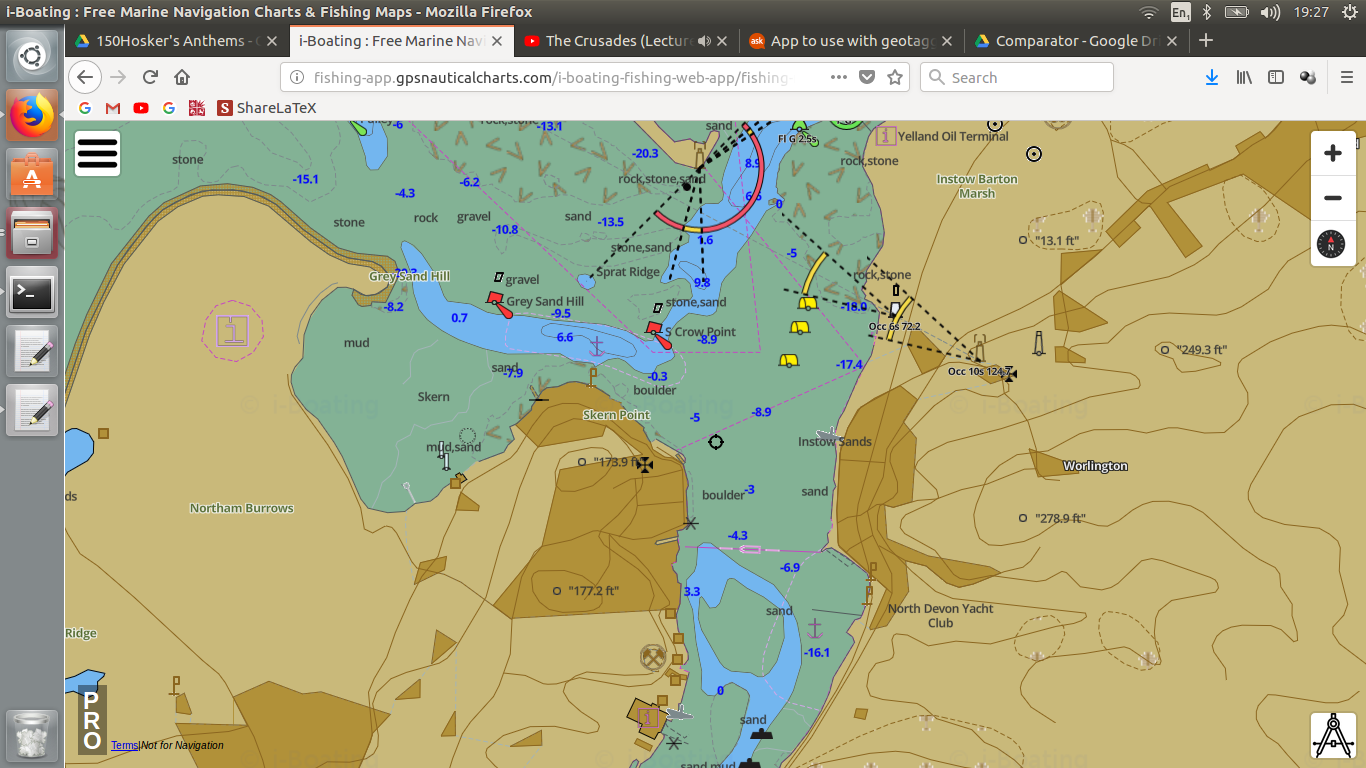 i-Boating : Free Marine Navigation Charts & Fishing Maps - Mozilla Firefox
En1
19:27
150Hosker's Anthems - G
i-Boating : Free Marine Navi
The Crusades (Lectur
ask
App to use with geotagg
Comparator - Google Dri
fishing-app.gpsnauticalcharts.com/i-boating-fishing-web-app/fishing-
Search
ShareLaTeX
-6
rock,stone
-13.1
sand
Fl G 2.5s
Yelland Oil Terminal
stone
-20.3
8.9
rock,stone
-15.1
-4.3
-6.2
rock,stone,sand
Instow Barton
Marsh
6.6
0
stone
rock
gravel
sand
-13.5
-10.8
1.6
"13.1 ft"
stone,sand
-5
Grey Sand Hill
gravel
Sprat Ridge
9.8
rock,stone
-8.2
Grey Sand Hill
stone,sand
0.7
-9.5
-18.0
Occ 6s 72.2
mud
6.6
S Crow Point
-8.9
"249.3 ft"
sand
-7.9
-0.3
-17.4
Occ 10s 124.7
Skern
boulder
© i-Boating
Skern Point
-5
-8.9
© i-Boating
mud,sand
Instow Sands
"173.9 ft"
Worlington
ds
Northam Burrows
boulder
-3
sand
"278.9 ft"
-4.3
-6.9
3.3
"177.2 ft"
sand
North Devon Yacht
Club
Ridge
-16.1
0
PRO
sand
Terms|Not for Navigation
sand mud